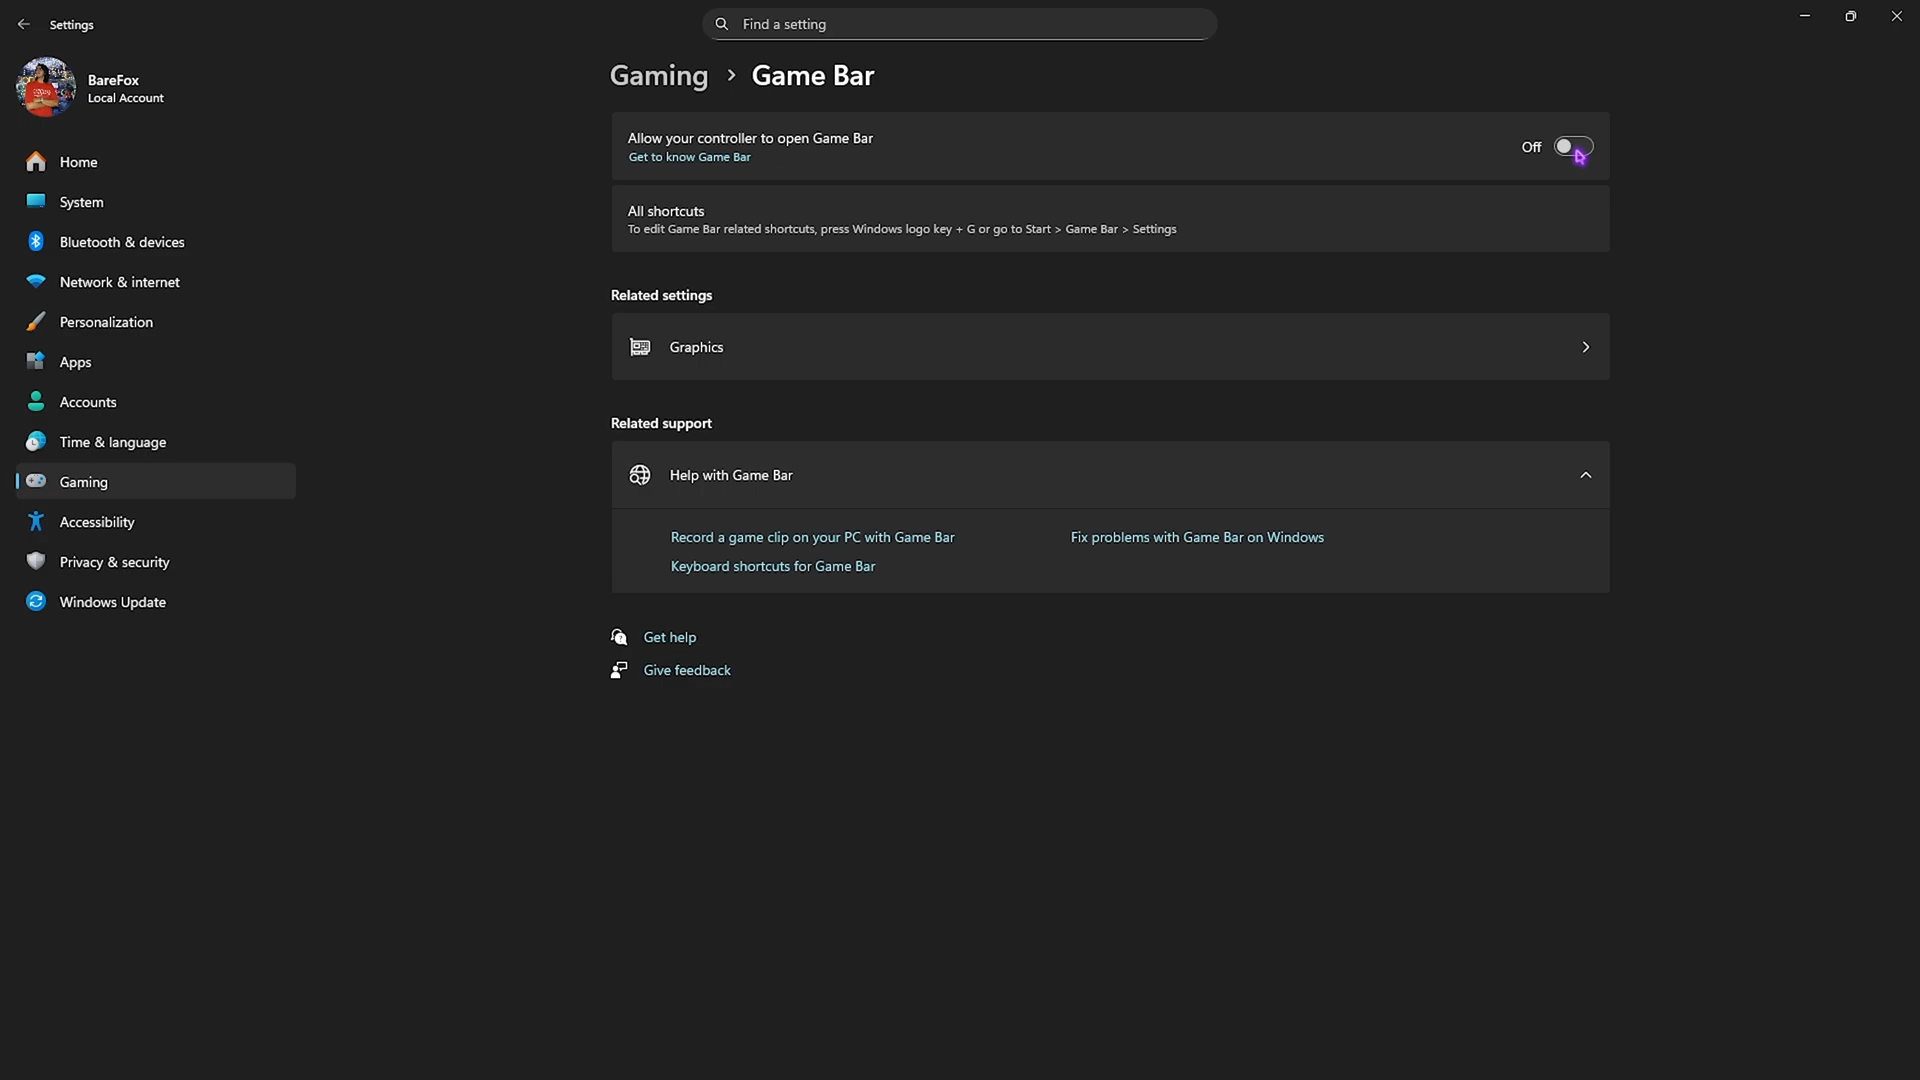 Settings
Find a setting
BareFox
Local Account
Home
System
Bluetooth & devices
Network & internet
Personalization
Apps
Accounts
Time & language
Gaming
Accessibility
Privacy & security
Windows Update
Gaming > Game Bar
Allow your controller to open Game Bar
Get to know Game Bar
Off
All shortcuts
To edit Game Bar related shortcuts, press Windows logo key + G or go to Start > Game Bar > Settings
Related settings
Graphics
Related support
Help with Game Bar
Record a game clip on your PC with Game Bar
Fix problems with Game Bar on Windows
Keyboard shortcuts for Game Bar
Get help
Give feedback